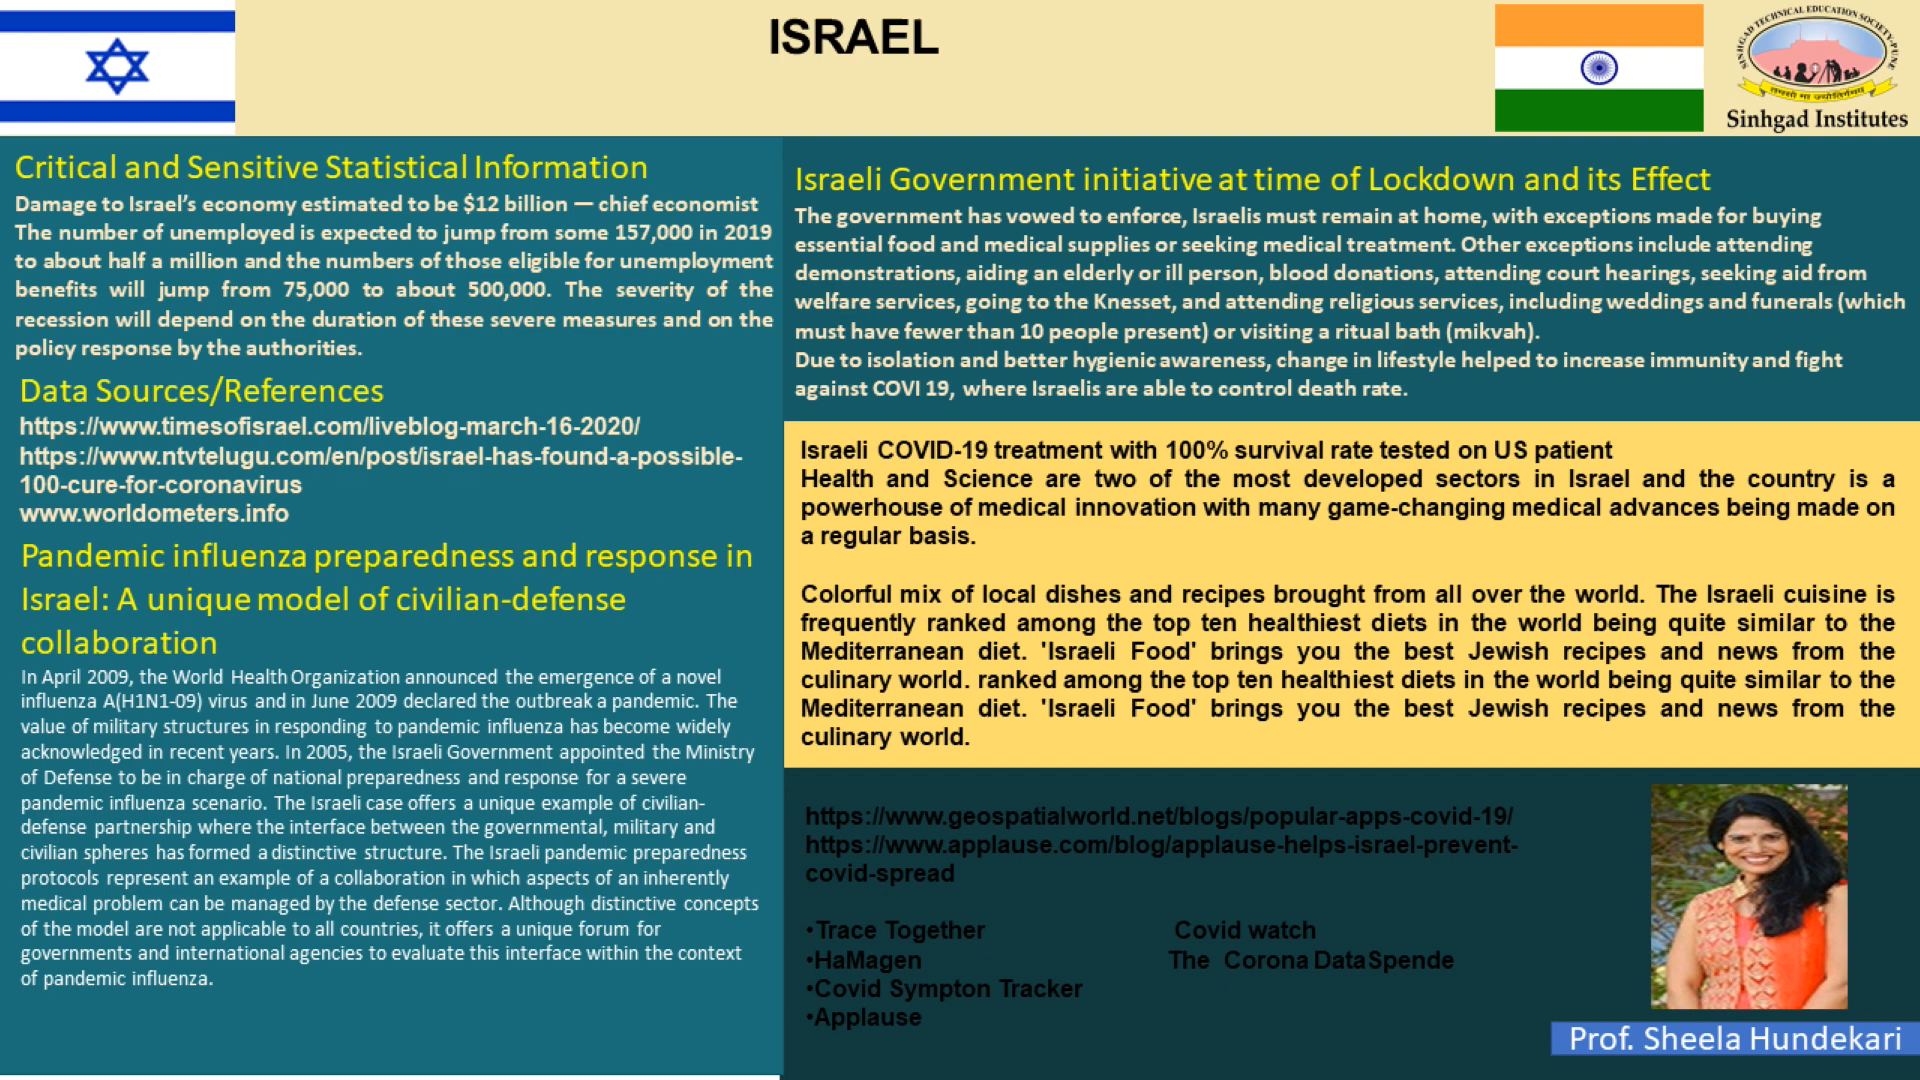 ISRAEL
SINHGAD TECHNICAL EDUCATION SOCIETY-PUNE
Sinhgad Institutes
Critical and Sensitive Statistical Information
Damage to Israel’s economy estimated to be $12 billion — chief economist
The number of unemployed is expected to jump from some 157,000 in 2019
to about half a million and the numbers of those eligible for unemployment
benefits will jump from 75,000 to about 500,000. The severity of the
recession will depend on the duration of these severe measures and on the
policy response by the authorities.
Data Sources/References
https://www.timesofisrael.com/liveblog-march-16-2020/
https://www.ntvtelugu.com/en/post/israel-has-found-a-possible-
100-cure-for-coronavirus
www.worldometers.info
Pandemic influenza preparedness and response in
Israel: A unique model of civilian-defense
collaboration
In April 2009, the World Health Organization announced the emergence of a novel
influenza A(H1N1-09) virus and in June 2009 declared the outbreak a pandemic. The
value of military structures in responding to pandemic influenza has become widely
acknowledged in recent years. In 2005, the Israeli Government appointed the Ministry
of Defense to be in charge of national preparedness and response for a severe
pandemic influenza scenario. The Israeli case offers a unique example of civilian-
defense partnership where the interface between the governmental, military and
civilian spheres has formed a distinctive structure. The Israeli pandemic preparedness
protocols represent an example of a collaboration in which aspects of an inherently
medical problem can be managed by the defense sector. Although distinctive concepts
of the model are not applicable to all countries, it offers a unique forum for
governments and international agencies to evaluate this interface within the context
of pandemic influenza.
Israeli Government initiative at time of Lockdown and its Effect
The government has vowed to enforce, Israelis must remain at home, with exceptions made for buying
essential food and medical supplies or seeking medical treatment. Other exceptions include attending
demonstrations, aiding an elderly or ill person, blood donations, attending court hearings, seeking aid from
welfare services, going to the Knesset, and attending religious services, including weddings and funerals (which
must have fewer than 10 people present) or visiting a ritual bath (mikvah).
Due to isolation and better hygienic awareness, change in lifestyle helped to increase immunity and fight
against COVI 19, where Israelis are able to control death rate.
Israeli COVID-19 treatment with 100% survival rate tested on US patient
Health and Science are two of the most developed sectors in Israel and the country is a
powerhouse of medical innovation with many game-changing medical advances being made on
a regular basis.
Colorful mix of local dishes and recipes brought from all over the world. The Israeli cuisine is
frequently ranked among the top ten healthiest diets in the world being quite similar to the
Mediterranean diet. 'Israeli Food' brings you the best Jewish recipes and news from the
culinary world. ranked among the top ten healthiest diets in the world being quite similar to the
Mediterranean diet. 'Israeli Food' brings you the best Jewish recipes and news from the
culinary world.
https://www.geospatialworld.net/blogs/popular-apps-covid-19/
https://www.applause.com/blog/applause-helps-israel-prevent-
covid-spread
•Trace Together Covid watch
•HaMagen The Corona DataSpende
•Covid Sympton Tracker
•Applause
Prof. Sheela Hundekari